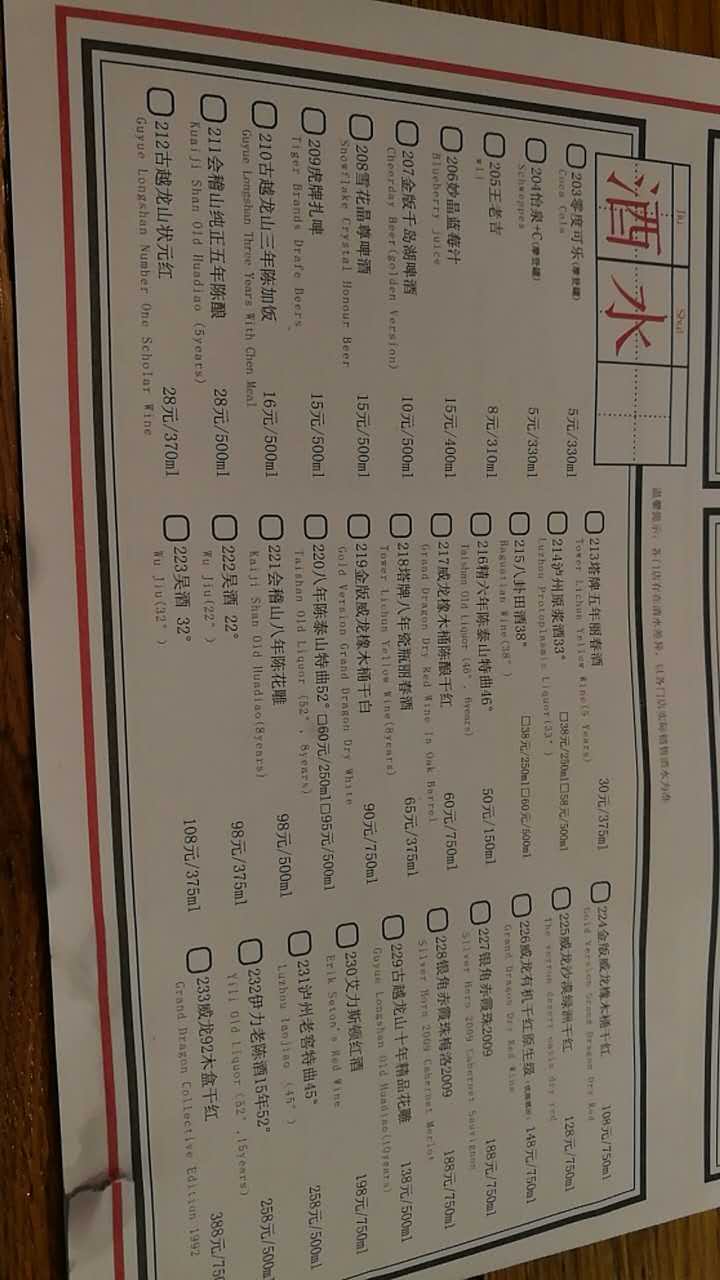 Jiu Shui
酒水
温馨提示：各门店存在酒水差异，以各门店实际销售酒水为准
203零度可乐(摩登罐) 5元/330ml
Coca Cola
204怡泉+C(摩登罐) 5元/330ml
Schweppes
205王老吉 8元/310ml
wlj
206妙品蓝莓汁 15元/400ml
Blueberry juice
207金版千岛湖啤酒 10元/500ml
Cheerday Beer(golden Version)
208雪花晶尊啤酒 15元/500ml
Snowflake Crystal Honour Beer
209虎牌扎啤 15元/500ml
Tiger Brands Drafe Beers
210古越龙山三年陈加饭 16元/500ml
Guyue Longshan Three Years With Chen Meal
211会稽山纯正五年陈酿 28元/500ml
Kuaiji Shan Old Huadiao (5years)
212古越龙山状元红 28元/370ml
Guyue Longshan Number One Scholar Wine
213塔牌五年丽春酒 30元/375ml
Tower Lichun Yellow Wine(5 Years)
214泸州原浆酒33° □38元/250ml□58元/500ml
Luzhou Protoplasmic Liquor(33°)
215八卦田酒38° □38元/250ml□60元/500ml
Baguatian Wine(38°)
216精六年陈泰山特曲46° 50元/150ml
Taishan Old Liquor (46°, 6years)
217威龙橡木桶陈酿干红 60元/750ml
Grand Dragon Dry Red Wine In Oak Barrel
218塔牌八年瓷瓶丽春酒 65元/375ml
Tower Lichun Yellow Wine(8years)
219金版威龙橡木桶干白 90元/750ml
Gold Version Grand Dragon Dry White
220八年陈泰山特曲52° □60元/250ml□95元/500ml
Taishan Old Liquor (52°, 8years)
221会稽山八年陈花雕 98元/500ml
Kaiji Shan Old Huadiao(8years)
222吴酒 22° 98元/375ml
Wu Jiu(22°)
223吴酒 32° 108元/375ml
Wu Jiu(32°)
224金版威龙橡木桶干红 108元/750ml
Gold Version Grand Dragon Dry Red
225威龙沙漠绿洲干红 128元/750ml
The verron desert oasis dry red
226威龙有机干红原生级 148元/750ml
Grand Dragon Dry Red Wine
227银角赤霞珠2009 188元/750ml
Silver Horn 2009 Cabernet Sauvignon
228银角赤霞珠梅洛2009 188元/750ml
Silver Horn 2009 Cabernet Merlot
229古越龙山十年精品花雕 138元/500ml
Guyue Longshan Old Huadiao(10years)
230艾力斯顿红酒 198元/750ml
Erik Seton's Red Wine
231泸州老窖特曲45° 258元/500ml
Luzhou laojiao (45°)
232伊力老陈酒15年52° 258元/500ml
Yili Old Liquor (52°,15years)
233威龙92木盒干红 388元/750
Grand Dragon Collective Edition 1992